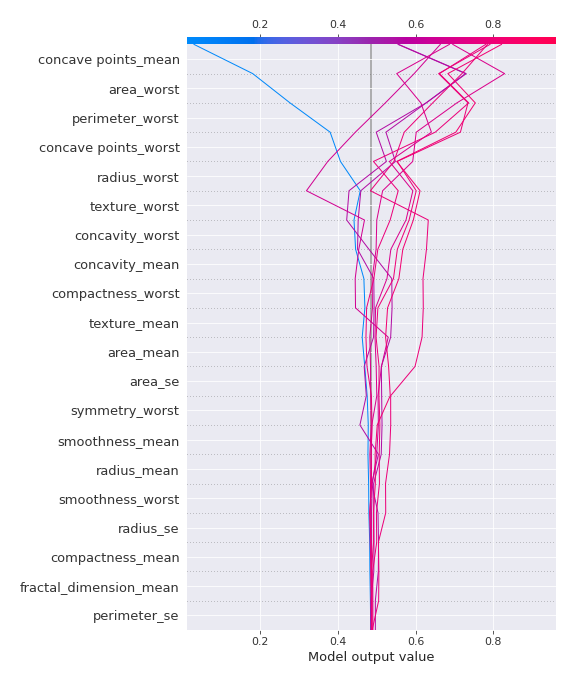 0.2 0.4 0.6 0.8
concave points_mean
area_worst
perimeter_worst
concave points_worst
radius_worst
texture_worst
concavity_worst
concavity_mean
compactness_worst
texture_mean
area_mean
area_se
symmetry_worst
smoothness_mean
radius_mean
smoothness_worst
radius_se
compactness_mean
fractal_dimension_mean
perimeter_se
0.2 0.4 0.6 0.8
Model output value